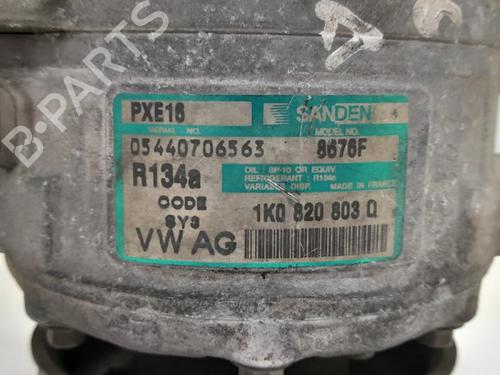 B-PARTS
PXE16
SANDEN
SERIAL NO.
MODEL NO.
05440706563
8676F
R134a
OIL : SP-10 OR EQUIV.
REFRIGERANT : R134a
VARIABLE DISP. MADE IN FRANCE
CODE
SYS
1K0 820 803 Q
VW AG